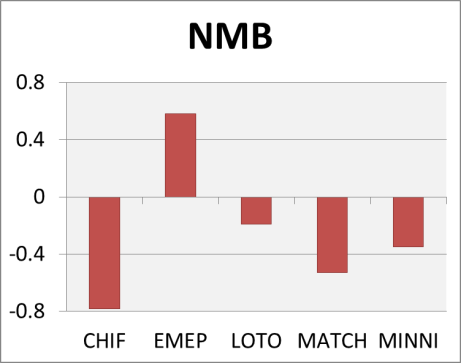 NMB
0.8
0.4
0
-0.4
-0.8
CHIF EMEP LOTO MATCH MINNI